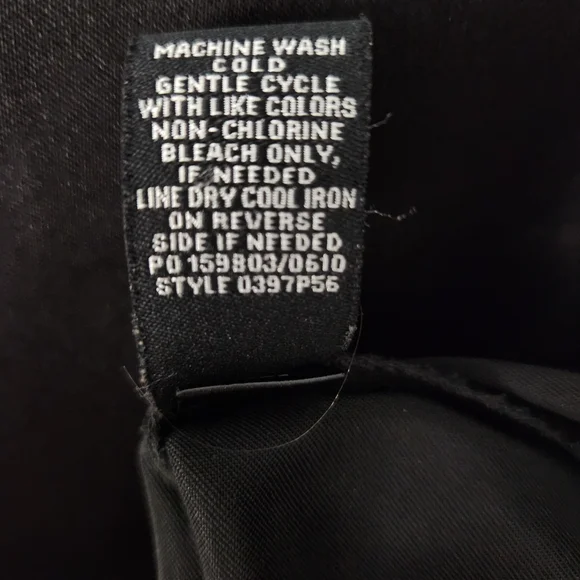 MACHINE WASH
COLD
GENTLE CYCLE
WITH LIKE COLORS
NON-CHLORINE
BLEACH ONLY,
IF NEEDED
LINE DRY COOL IRON
ON REVERSE
SIDE IF NEEDED
PO 159803/0610
STYLE 0397P56